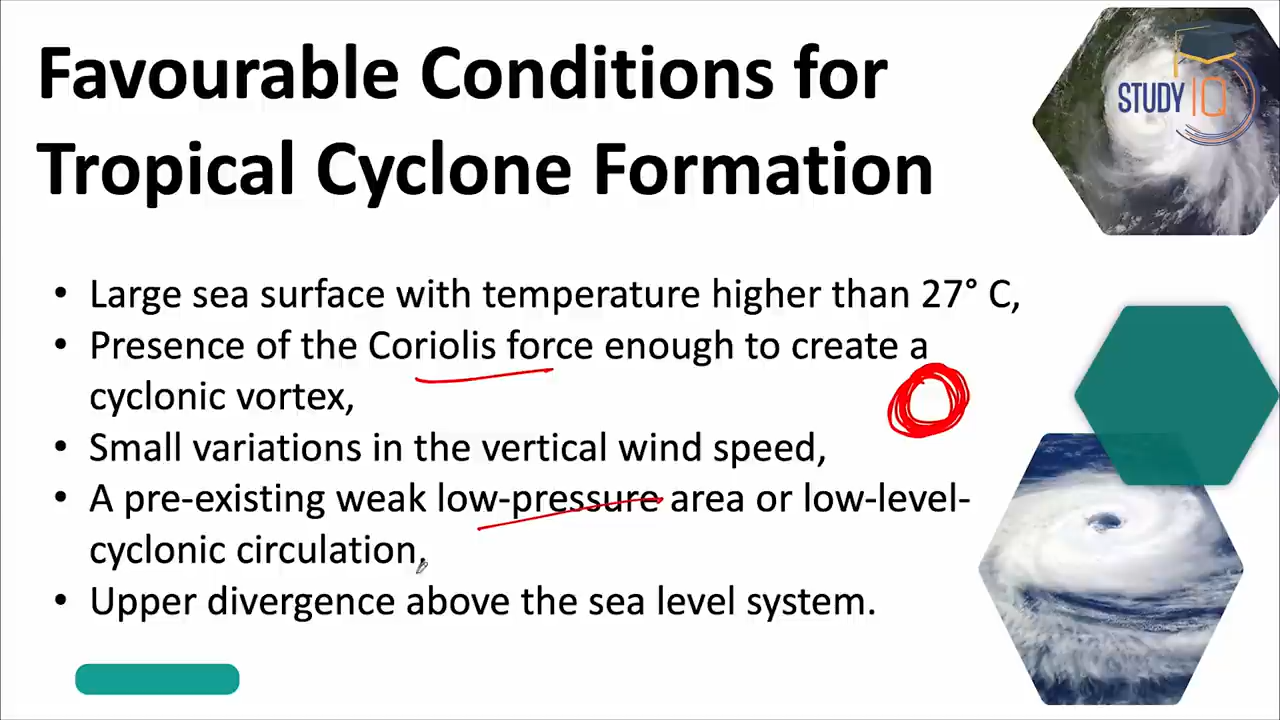 Favourable Conditions for
Tropical Cyclone Formation
STUDY IQ
• Large sea surface with temperature higher than 27° C,
• Presence of the Coriolis force enough to create a
cyclonic vortex,
• Small variations in the vertical wind speed,
• A pre-existing weak low-pressure area or low-level-
cyclonic circulation,
• Upper divergence above the sea level system.